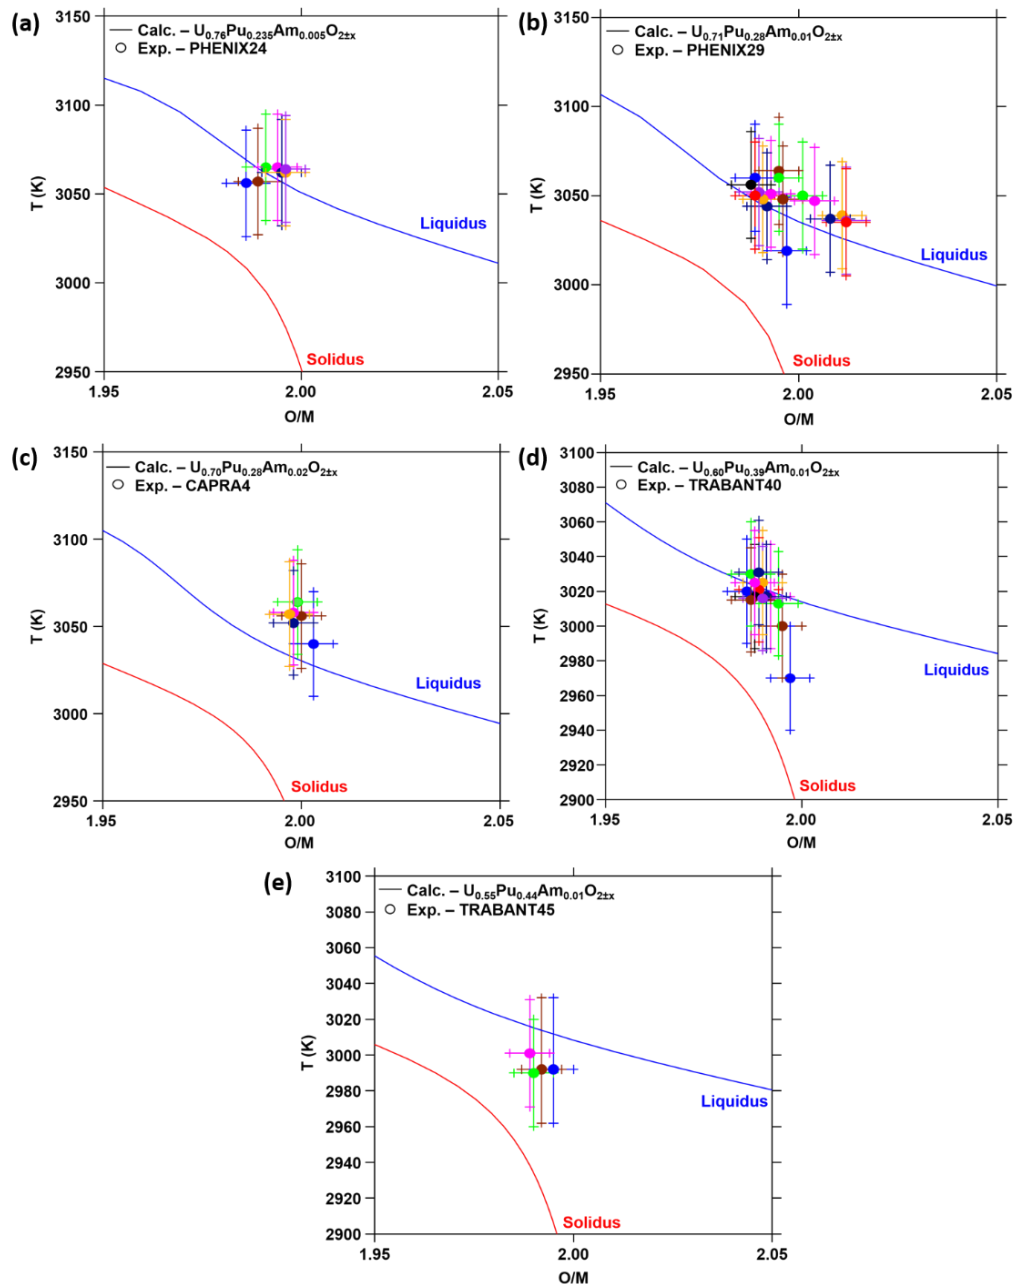 (a)
3150
3100
3050
3000
2950
T (K)
Calc. – U0.76Pu0.235Am0.005O2±x
Exp. – PHENIX24
Liquidus
Solidus
1.95
2.00
2.05
O/M
(b)
3150
3100
3050
3000
2950
T (K)
Calc. – U0.71Pu0.28Am0.01O2±x
Exp. – PHENIX29
Liquidus
Solidus
1.95
2.00
2.05
O/M
(c)
3150
3100
3050
3000
2950
T (K)
Calc. – U0.70Pu0.28Am0.02O2±x
Exp. – CAPRA4
Liquidus
Solidus
1.95
2.00
2.05
O/M
(d)
3100
3080
3060
3040
3020
3000
2980
2960
2940
2920
2900
T (K)
Calc. – U0.60Pu0.39Am0.01O2±x
Exp. – TRABANT40
Liquidus
Solidus
1.95
2.00
2.05
O/M
(e)
3100
3080
3060
3040
3020
3000
2980
2960
2940
2920
2900
T (K)
Calc. – U0.55Pu0.44Am0.01O2±x
Exp. – TRABANT45
Liquidus
Solidus
1.95
2.00
2.05
O/M